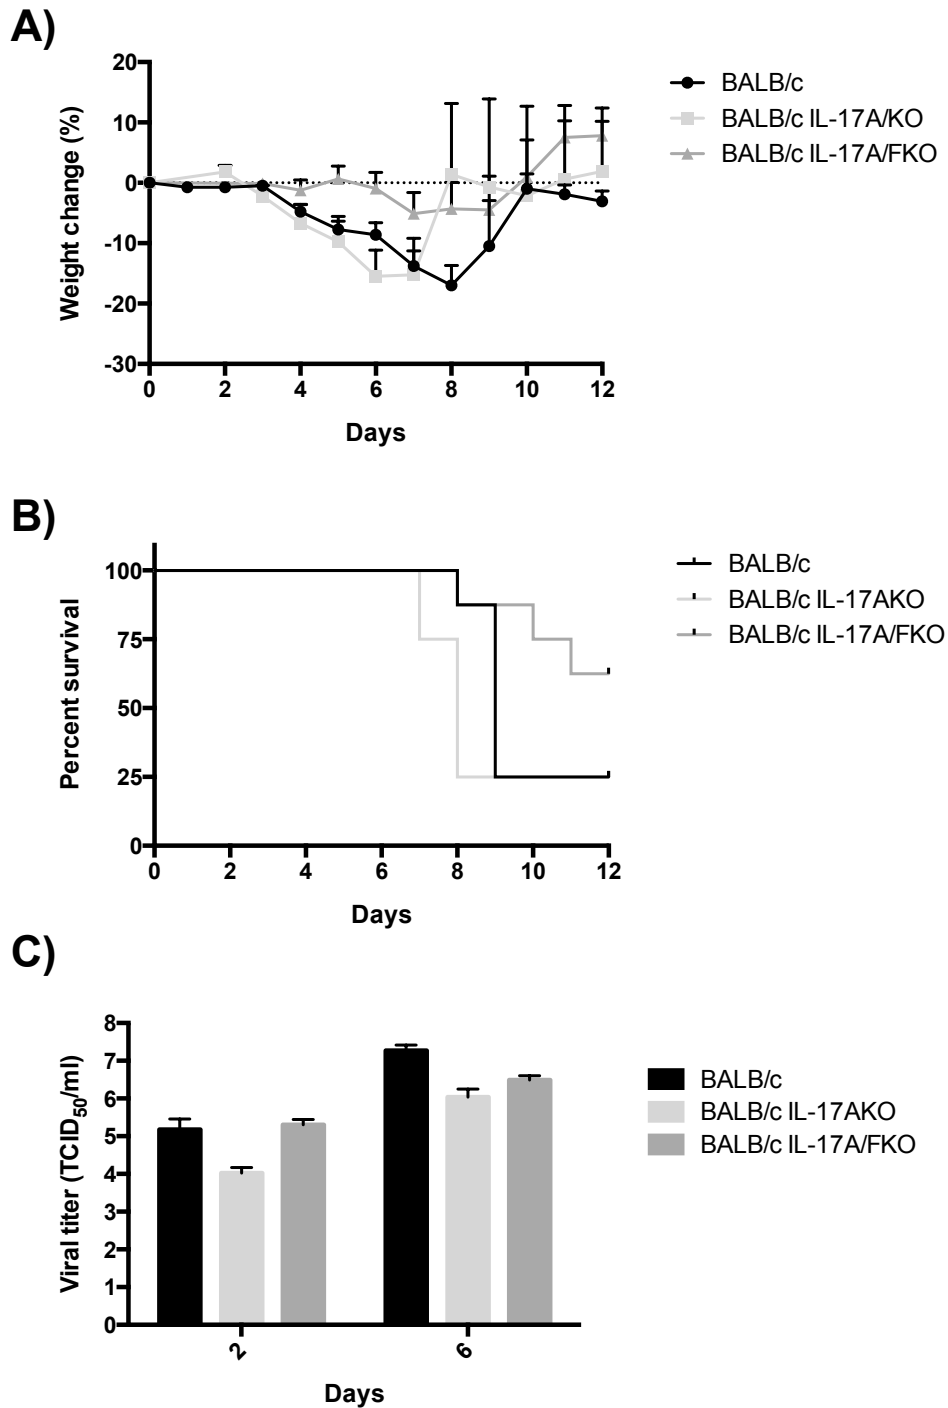 A)
20
10
0
-10
-20
-30
Weight change (%)
0 2 4 6 8 10 12
Days
BALB/c
BALB/c IL-17A/KO
BALB/c IL-17A/FKO
B)
100
75
50
25
0
Percent survival
0 2 4 6 8 10 12
Days
BALB/c
BALB/c IL-17AKO
BALB/c IL-17A/FKO
C)
8
7
6
5
4
3
2
1
0
Viral titer (TCID50/ml)
2 6
Days
BALB/c
BALB/c IL-17AKO
BALB/c IL-17A/FKO